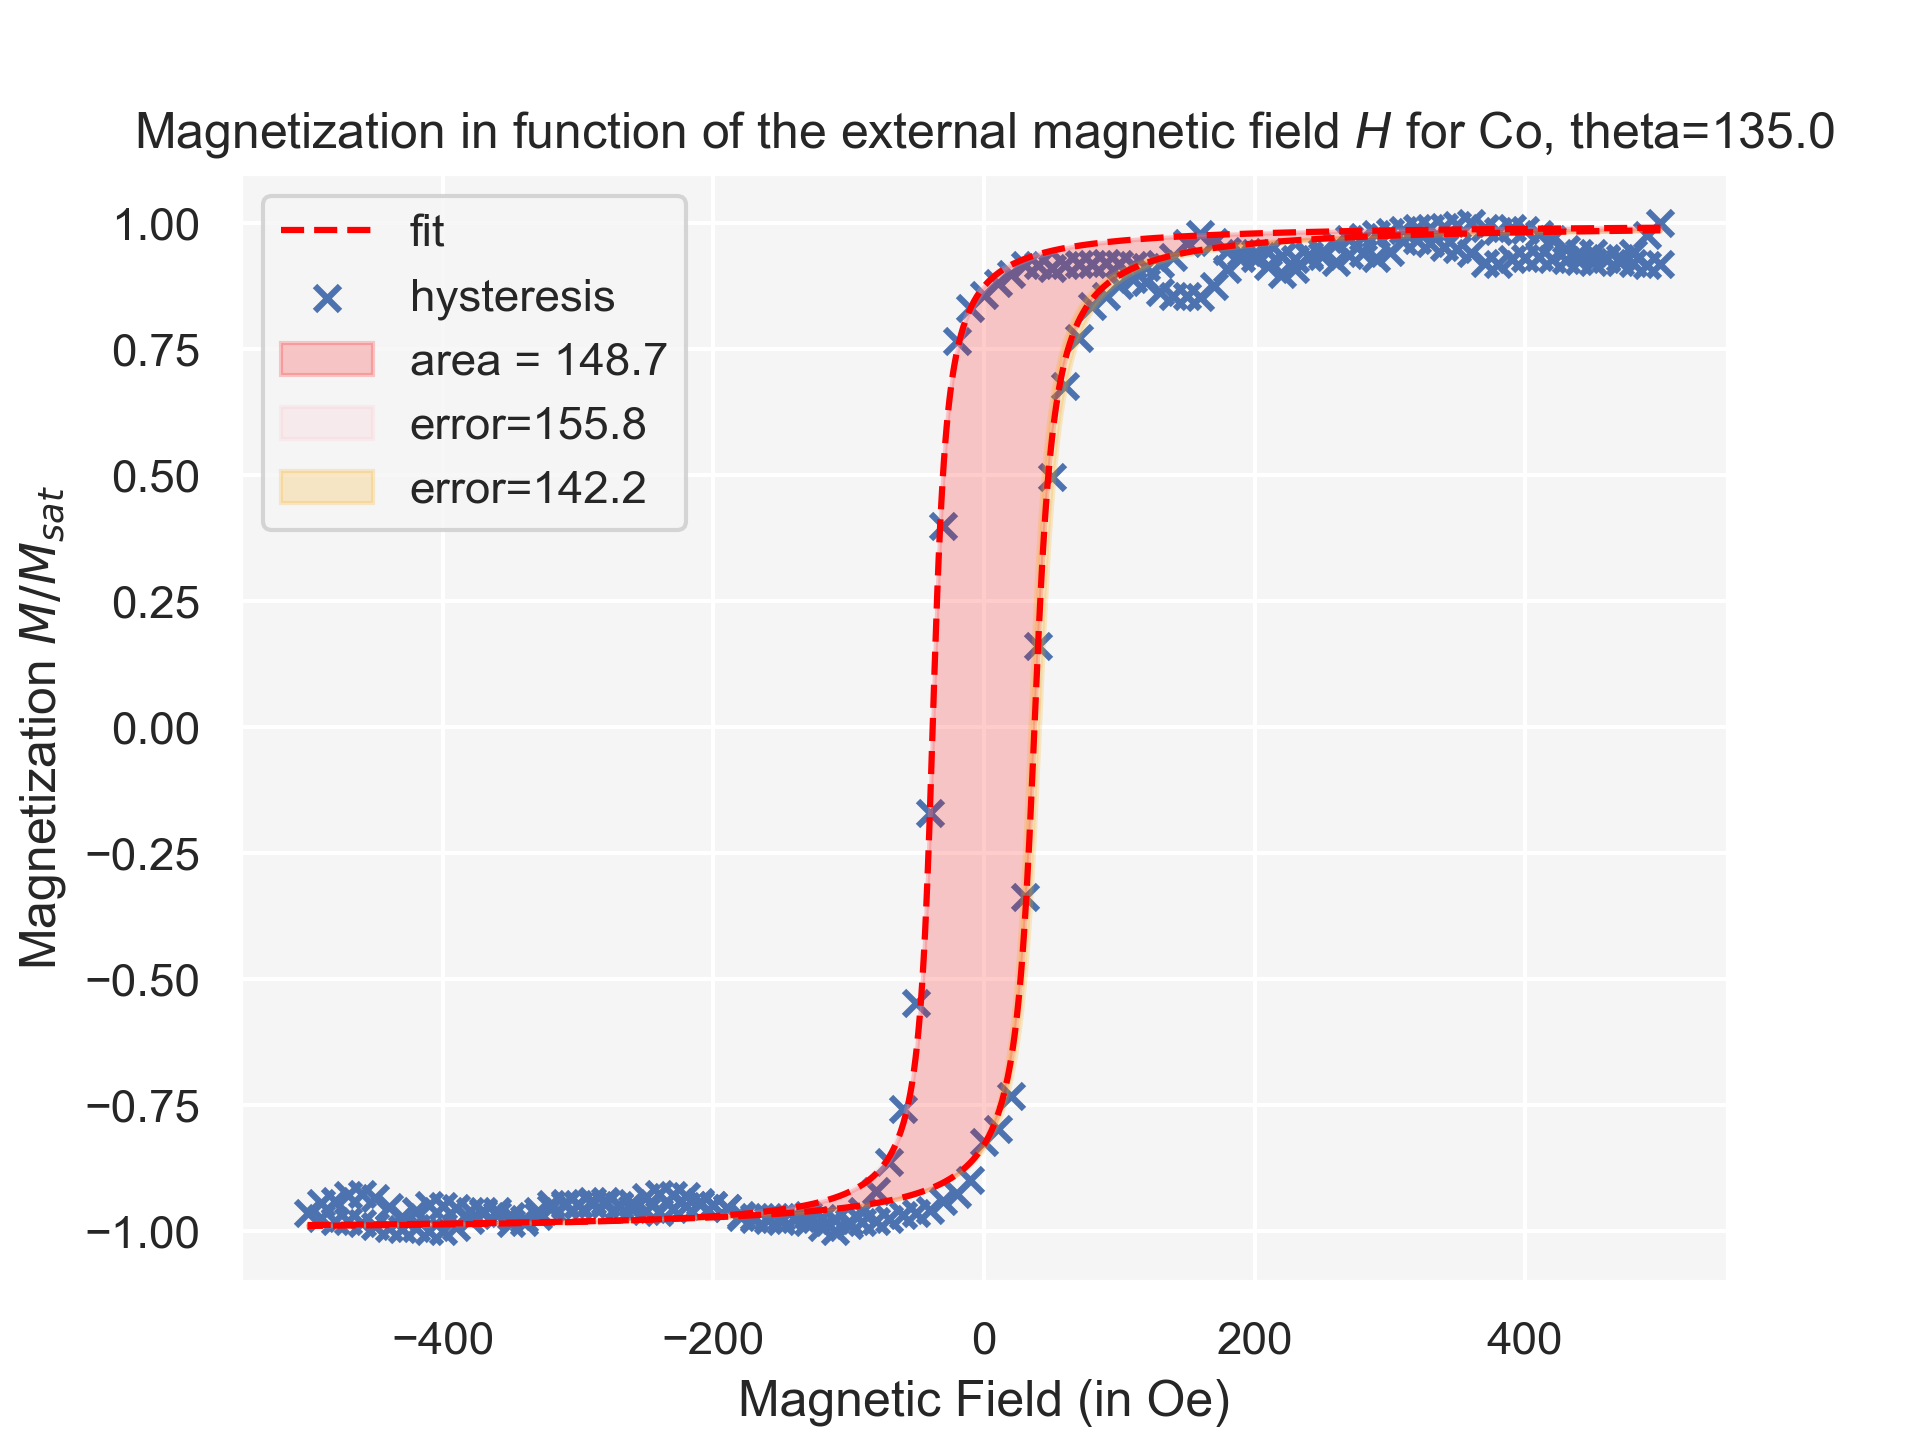 Magnetization in function of the external magnetic field H for Co, theta=135.0
fit
hysteresis
area = 148.7
error=155.8
error=142.2
1.00
0.75
0.50
0.25
0.00
−0.25
−0.50
−0.75
−1.00
Magnetization M/Msat
−400
−200
0
200
400
Magnetic Field (in Oe)